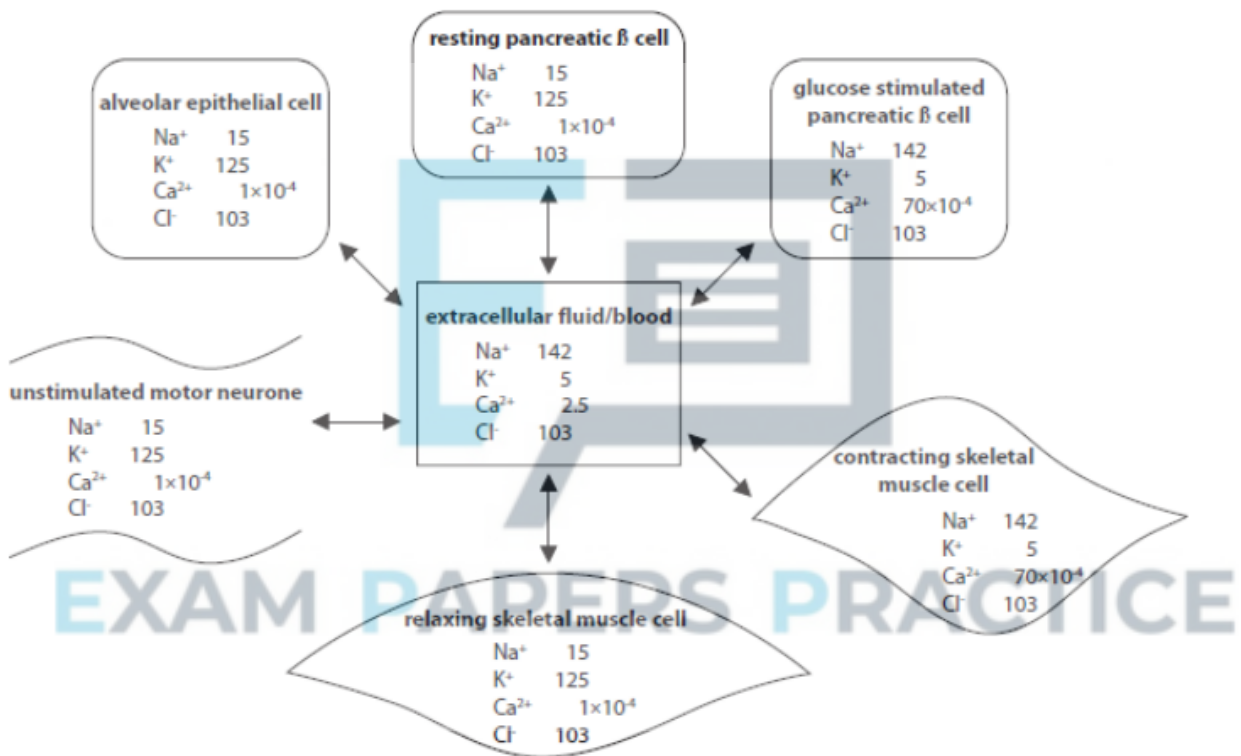 resting pancreatic ß cell
Na⁺ 15
K⁺ 125
Ca²⁺ 1×10⁻⁴
Cl⁻ 103
alveolar epithelial cell
Na⁺ 15
K⁺ 125
Ca²⁺ 1×10⁻⁴
Cl⁻ 103
glucose stimulated
pancreatic ß cell
Na⁺ 142
K⁺ 5
Ca²⁺ 70×10⁻⁴
Cl⁻ 103
extracellular fluid/blood
Na⁺ 142
K⁺ 5
Ca²⁺ 2.5
Cl⁻ 103
unstimulated motor neurone
Na⁺ 15
K⁺ 125
Ca²⁺ 1×10⁻⁴
Cl⁻ 103
contracting skeletal
muscle cell
Na⁺ 142
K⁺ 5
Ca²⁺ 70×10⁻⁴
Cl⁻ 103
EXAM PAPERS PRACTICE
relaxing skeletal muscle cell
Na⁺ 15
K⁺ 125
Ca²⁺ 1×10⁻⁴
Cl⁻ 103